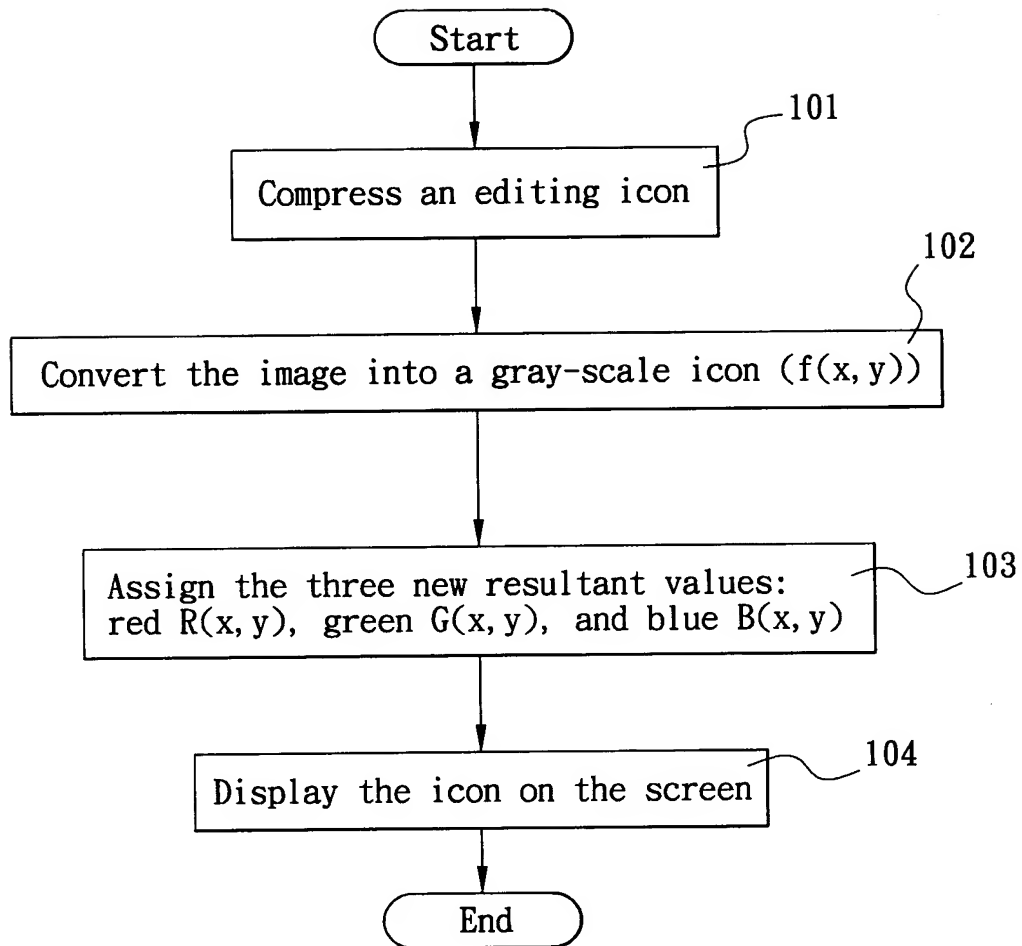 Start
101
Compress an editing icon
102
Convert the image into a gray-scale icon (f(x,y))
103
Assign the three new resultant values:
red R(x,y), green G(x,y), and blue B(x,y)
104
Display the icon on the screen
End